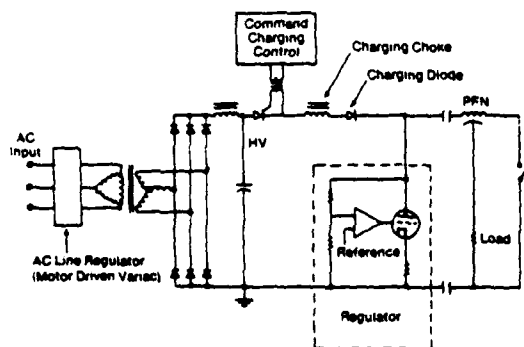 Command
Charging
Control
Charging Choke
Charging Diode
PFN
AC
Input
HV
Load
Reference
AC Line Regulator
(Motor Driven Variac)
Regulator